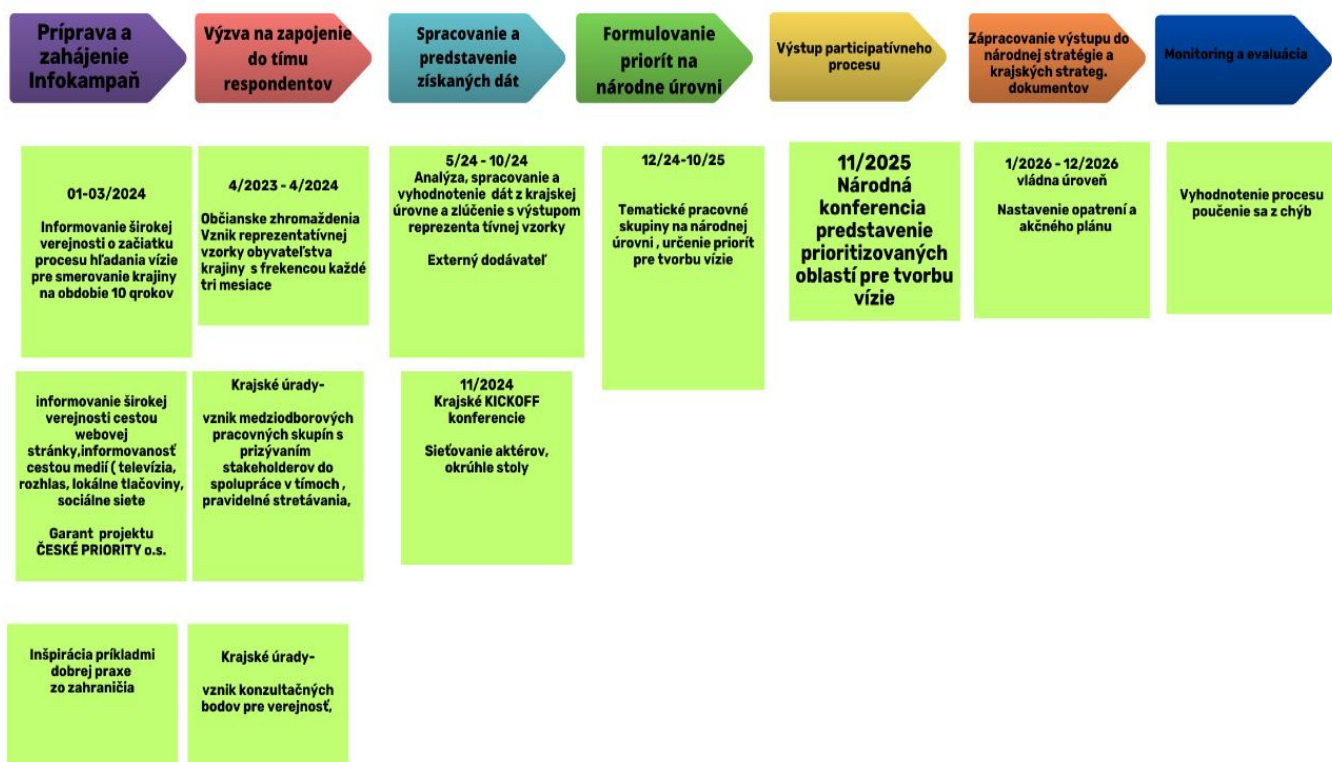 Príprava a
zahájenie
Infokampaň
Výzva na zapojenie
do tímu
respondentov
Spracovanie a
predstavenie
získaných dát
Formulovanie
priorít na
národne úrovni
Výstup participatívneho
procesu
Zápracovanie výstupu do
národnej stratégie a
krajských strateg.
dokumentov
Monitoring a evaluácia
01-03/2024
Informovanie širokej
verejnosti o začiatku
procesu hľadania vízie
pre smerovanie krajiny
na obdobie 10 qrokov
4/2023 - 4/2024
Občianske zhromaždenia
Vznik reprezentatívnej
vzorky obyvateľstva
krajiny s frekencou každé
tri mesiace
5/24 - 10/24
Analýza, spracovanie a
vyhodnotenie dát z krajskej
úrovne a zlúčenie s výstupom
reprezenta tívnej vzorky
Externý dodávateľ
12/24-10/25
Tematické pracovné
skupiny na národnej
úrovni , určenie priorít
pre tvorbu vízie
11/2025
Národná
konferencia
predstavenie
prioritizovaných
oblastí pre tvorbu
vízie
1/2026 - 12/2026
vládna úroveň
Nastavenie opatrení a
akčného plánu
Vyhodnotenie procesu
poučenie sa z chýb
informovanie širokej
verejnosti cestou
webovej
stránky,informovanosť
cestou medií ( televízia,
rozhlas, lokálne tlačoviny,
sociálne siete
Garant projektu
ČESKÉ PRIORITY o.s.
Krajské úrady-
vznik medziodborových
pracovných skupín s
prizývaním
stakeholderov do
spolupráce v tímoch ,
pravidelné stretávania,
11/2024
Krajské KICKOFF
konferencie
Sieťovanie aktérov,
okrúhle stoly
Inšpirácia príkladmi
dobrej praxe
zo zahraničia
Krajské úrady-
vznik konzultačných
bodov pre verejnosť,